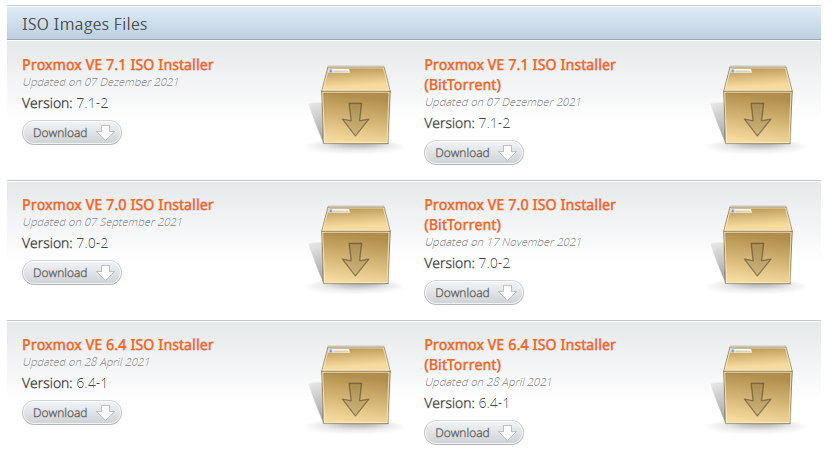 ISO Images Files
Proxmox VE 7.1 ISO Installer
Updated on 07 Dezember 2021
Version: 7.1-2
Download
Proxmox VE 7.1 ISO Installer
(BitTorrent)
Updated on 07 Dezember 2021
Version: 7.1-2
Download
Proxmox VE 7.0 ISO Installer
Updated on 07 September 2021
Version: 7.0-2
Download
Proxmox VE 7.0 ISO Installer
(BitTorrent)
Updated on 17 November 2021
Version: 7.0-2
Download
Proxmox VE 6.4 ISO Installer
Updated on 28 April 2021
Version: 6.4-1
Download
Proxmox VE 6.4 ISO Installer
(BitTorrent)
Updated on 28 April 2021
Version: 6.4-1
Download